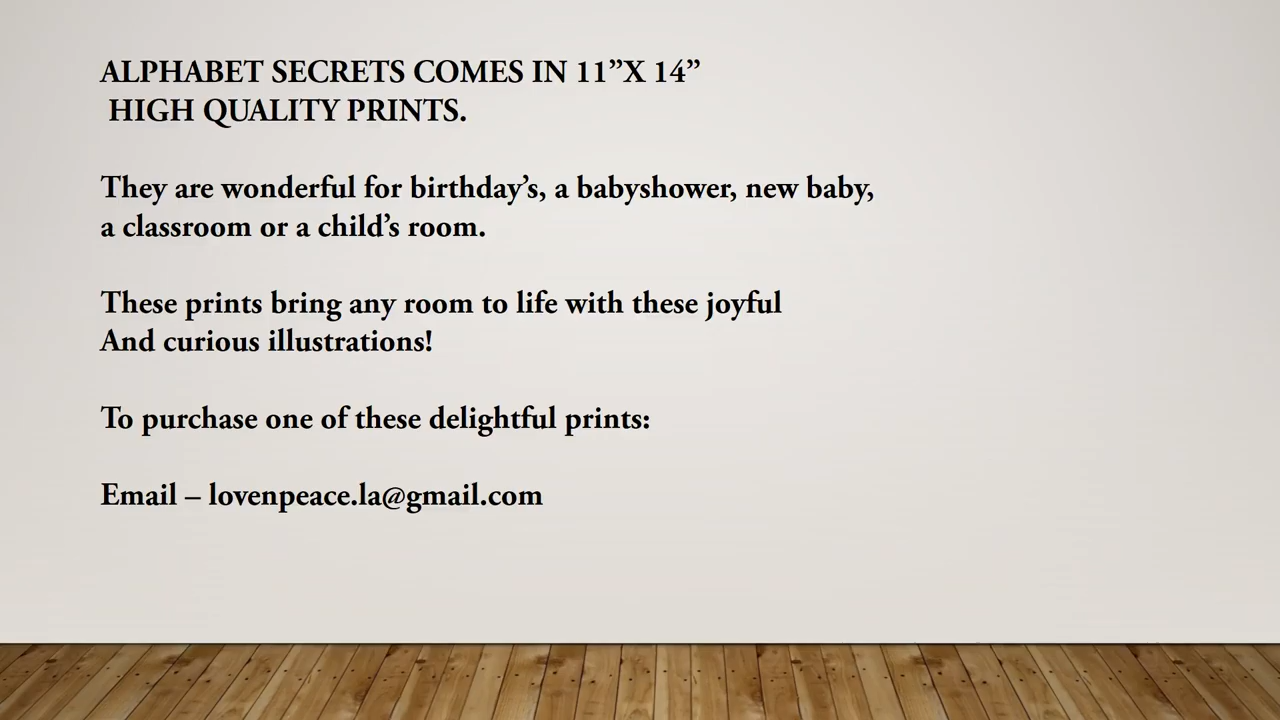 ALPHABET SECRETS COMES IN 11”X 14”
HIGH QUALITY PRINTS.
They are wonderful for birthday’s, a babyshower, new baby,
a classroom or a child’s room.
These prints bring any room to life with these joyful
And curious illustrations!
To purchase one of these delightful prints:
Email – lovenpeace.la@gmail.com